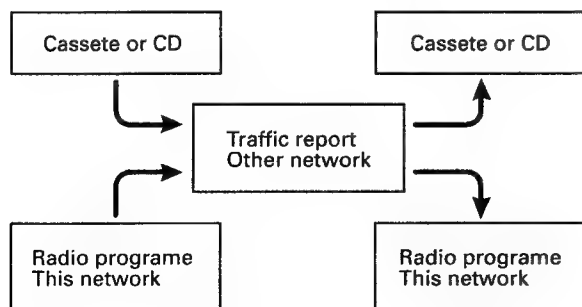 Cassete or CD
Cassete or CD
Traffic report
Other network
Radio programe
This network
Radio programe
This network